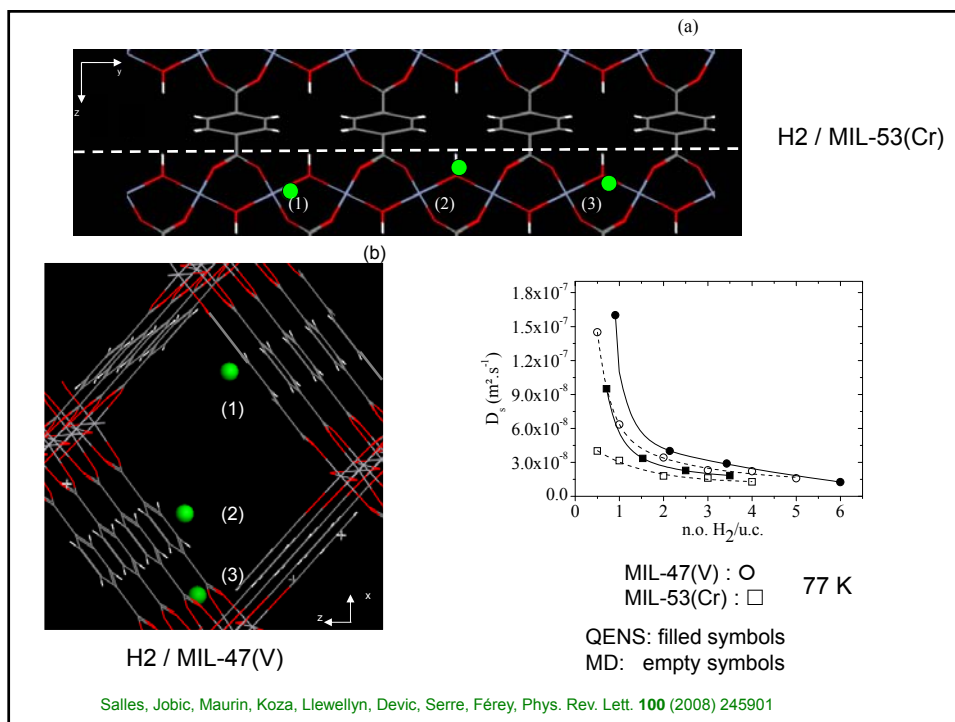 (a)
y
z
(1)
(2)
(3)
H2 / MIL-53(Cr)
(b)
(1)
(2)
(3)
x
z
H2 / MIL-47(V)
1.8x10⁻⁷
1.5x10⁻⁷
1.2x10⁻⁷
9.0x10⁻⁸
6.0x10⁻⁸
3.0x10⁻⁸
0.0
Dₛ (m².s⁻¹)
0 1 2 3 4 5 6
n.o. H₂/u.c.
MIL-47(V) : ○
MIL-53(Cr) : □
77 K
QENS: filled symbols
MD: empty symbols
Salles, Jobic, Maurin, Koza, Llewellyn, Devic, Serre, Férey, Phys. Rev. Lett. 100 (2008) 245901